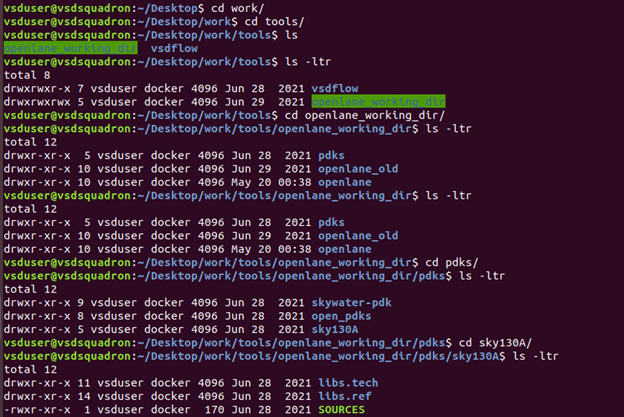 vsduser@vsdsquadron:~/Desktop$ cd work/
vsduser@vsdsquadron:~/Desktop/work$ cd tools/
vsduser@vsdsquadron:~/Desktop/work/tools$ ls
openlane_working_dir  vsdflow
vsduser@vsdsquadron:~/Desktop/work/tools$ ls -ltr
total 8
drwxrwxr-x 7 vsduser docker 4096 Jun 28  2021 vsdflow
drwxrwxrwx 5 vsduser docker 4096 Jun 29  2021 openlane_working_dir
vsduser@vsdsquadron:~/Desktop/work/tools$ cd openlane_working_dir/
vsduser@vsdsquadron:~/Desktop/work/tools/openlane_working_dir$ ls -ltr
total 12
drwxr-xr-x  5 vsduser docker 4096 Jun 28  2021 pdks
drwxr-xr-x 10 vsduser docker 4096 Jun 29  2021 openlane_old
drwxr-xr-x 10 vsduser docker 4096 May 20 00:38 openlane
vsduser@vsdsquadron:~/Desktop/work/tools/openlane_working_dir$ ls -ltr
total 12
drwxr-xr-x  5 vsduser docker 4096 Jun 28  2021 pdks
drwxr-xr-x 10 vsduser docker 4096 Jun 29  2021 openlane_old
drwxr-xr-x 10 vsduser docker 4096 May 20 00:38 openlane
vsduser@vsdsquadron:~/Desktop/work/tools/openlane_working_dir$ cd pdks/
vsduser@vsdsquadron:~/Desktop/work/tools/openlane_working_dir/pdks$ ls -ltr
total 12
drwxr-xr-x 9 vsduser docker 4096 Jun 28  2021 skywater-pdk
drwxr-xr-x 8 vsduser docker 4096 Jun 28  2021 open_pdks
drwxr-xr-x 5 vsduser docker 4096 Jun 28  2021 sky130A
vsduser@vsdsquadron:~/Desktop/work/tools/openlane_working_dir/pdks$ cd sky130A/
vsduser@vsdsquadron:~/Desktop/work/tools/openlane_working_dir/pdks/sky130A$ ls -ltr
total 12
drwxr-xr-x 11 vsduser docker 4096 Jun 28  2021 libs.tech
drwxr-xr-x 14 vsduser docker 4096 Jun 28  2021 libs.ref
-rwxr-xr-x  1 vsduser docker  170 Jun 28  2021 SOURCES